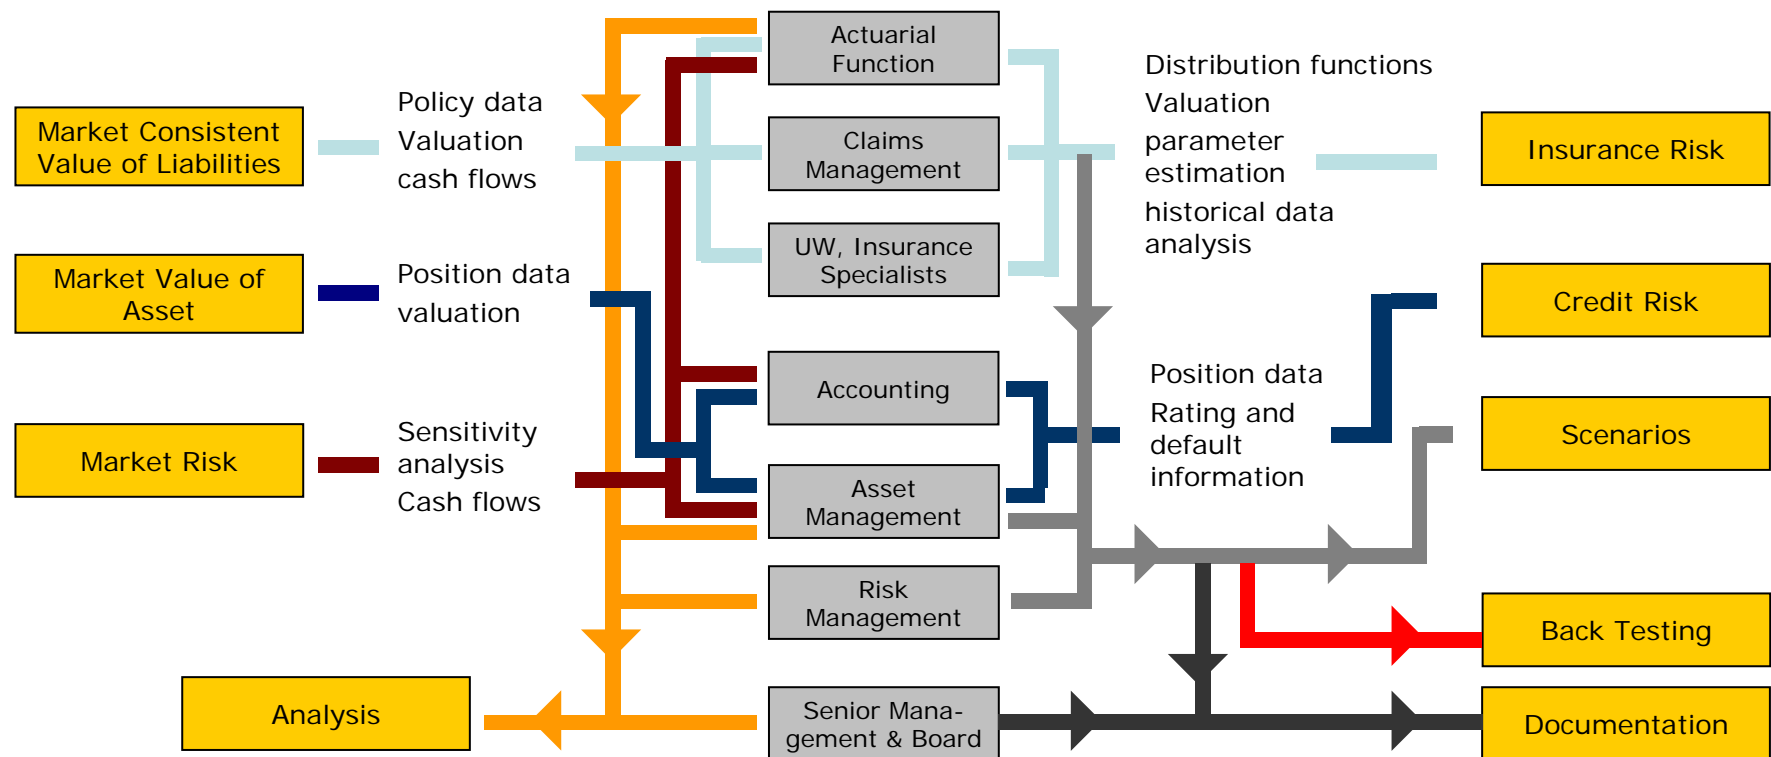 Market Consistent
Value of Liabilities
Market Value of
Asset
Market Risk
Analysis
Policy data
Valuation
cash flows
Position data
valuation
Sensitivity
analysis
Cash flows
Actuarial
Function
Claims
Management
UW, Insurance
Specialists
Accounting
Asset
Management
Risk
Management
Senior Mana-
gement & Board
Distribution functions
Valuation
parameter
estimation
historical data
analysis
Position data
Rating and
default
information
Insurance Risk
Credit Risk
Scenarios
Back Testing
Documentation